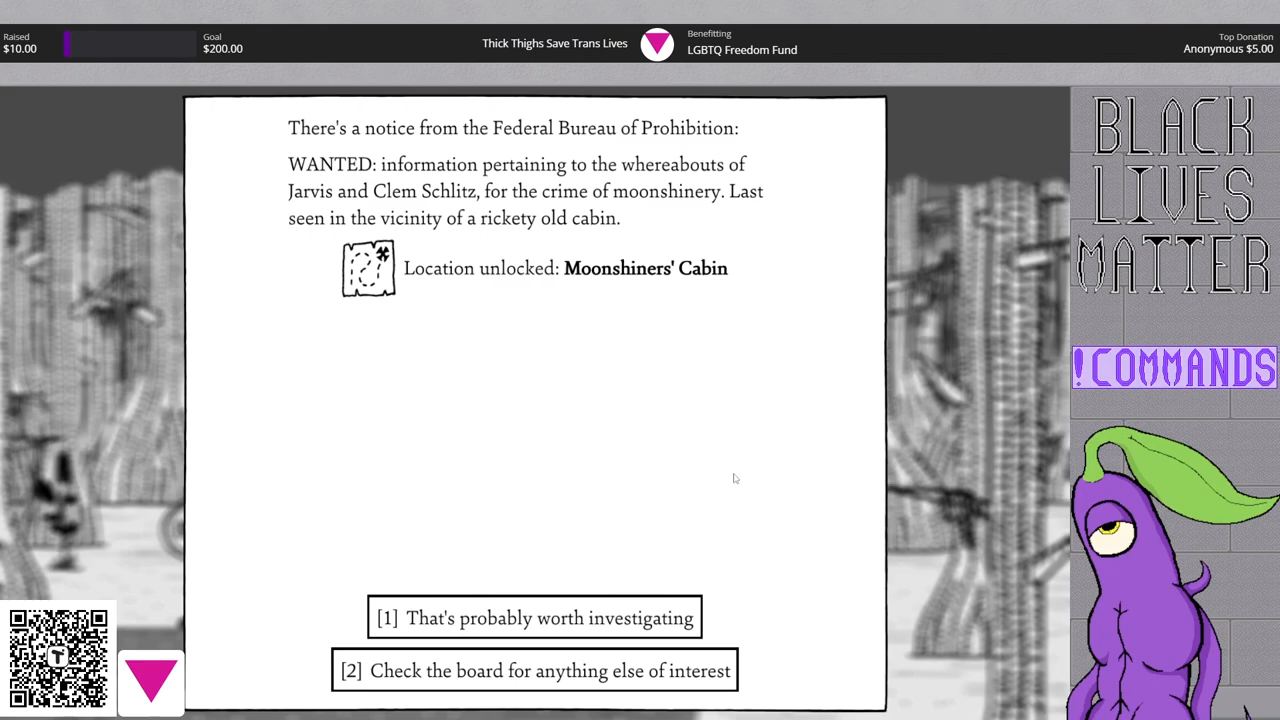 Raised
$10.00
Goal
$200.00
Thick Thighs Save Trans Lives
Benefitting
LGBTQ Freedom Fund
Top Donation
Anonymous $5.00
There's a notice from the Federal Bureau of Prohibition:
WANTED: information pertaining to the whereabouts of
Jarvis and Clem Schlitz, for the crime of moonshinery. Last
seen in the vicinity of a rickety old cabin.
Location unlocked: Moonshiners' Cabin
[1] That's probably worth investigating
[2] Check the board for anything else of interest
BLACK
LIVES
MATTER
!COMMANDS
T